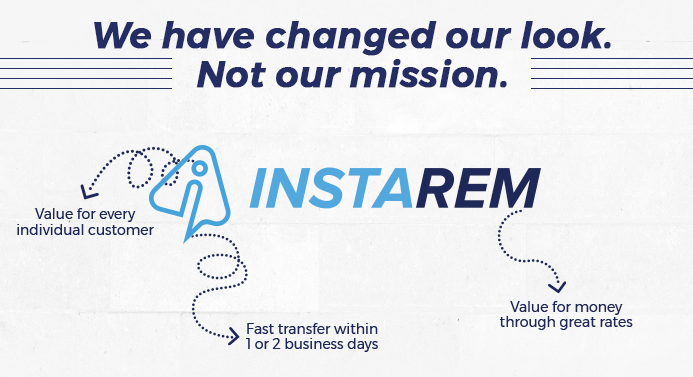 We have changed our look.
Not our mission.
INSTAREM
Value for every
individual customer
Fast transfer within
1 or 2 business days
Value for money
through great rates